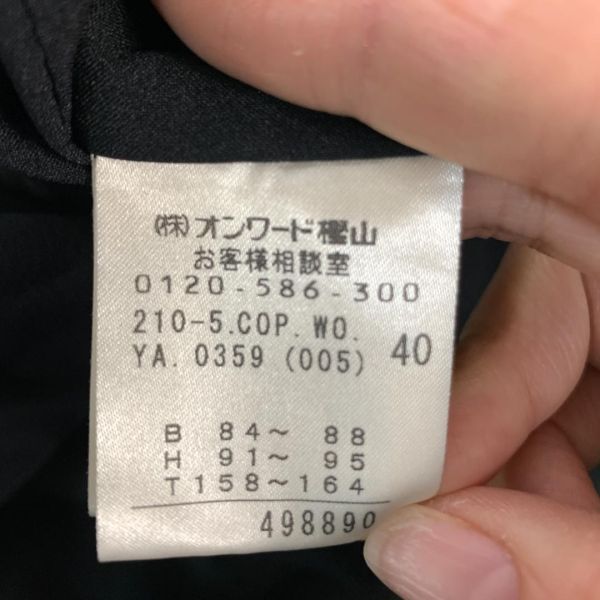 (株)オンワード樫山
お客様相談室
0120-586-300
210-5.COP.WO.
YA.0359 (005) 40
B 84～ 88
H 91～ 95
T158～164
498890